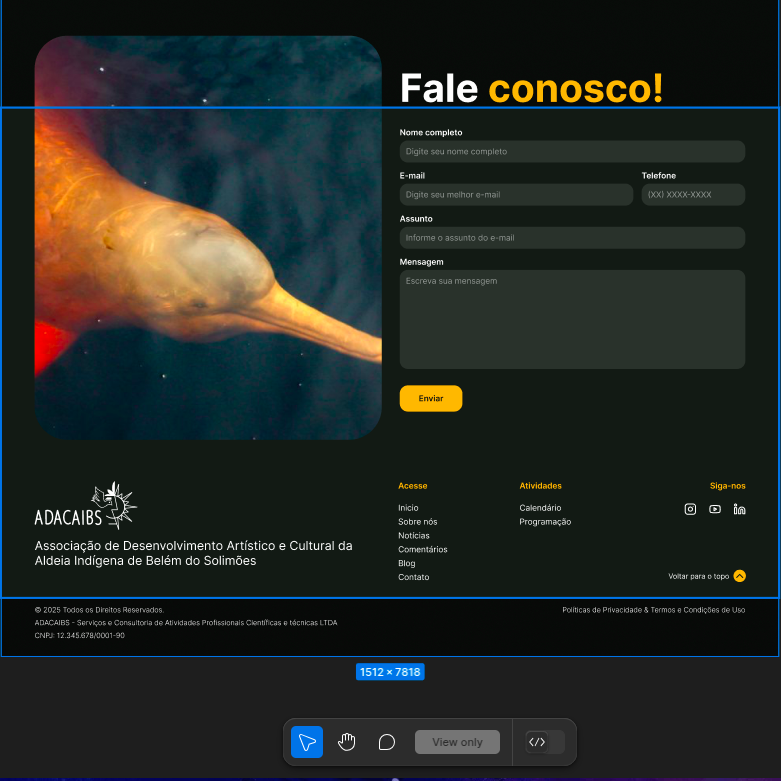 Fale conosco!
Nome completo
Digite seu nome completo
E-mail
Telefone
Digite seu melhor e-mail
(XX) XXXX-XXXX
Assunto
Informe o assunto do e-mail
Mensagem
Escreva sua mensagem
Enviar
ADACAIBS
Associação de Desenvolvimento Artístico e Cultural da
Aldeia Indígena de Belém do Solimões
Acesse
Inicio
Sobre nós
Notícias
Comentários
Blog
Contato
Atividades
Calendário
Programação
Siga-nos
Voltar para o topo
© 2025 Todos os Direitos Reservados.
ADACAIBS - Serviços e Consultoria de Atividades Profissionais Científicas e técnicas LTDA
CNPJ: 12.345.678/0001-90
Políticas de Privacidade & Termos e Condições de Uso
1512 × 7818
View only